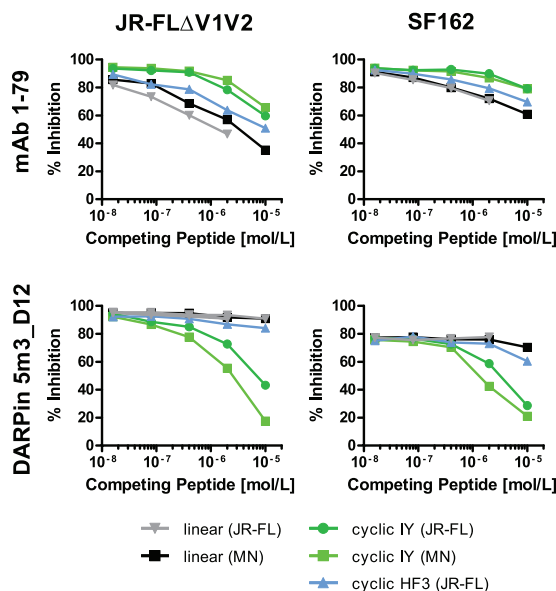 JR-FLΔV1V2
SF162
mAb 1-79
% Inhibition
100
80
60
40
20
0
10-8 10-7 10-6 10-5
Competing Peptide [mol/L]
% Inhibition
100
80
60
40
20
0
10-8 10-7 10-6 10-5
Competing Peptide [mol/L]
DARPin 5m3_D12
% Inhibition
100
80
60
40
20
0
10-8 10-7 10-6 10-5
Competing Peptide [mol/L]
% Inhibition
100
80
60
40
20
0
10-8 10-7 10-6 10-5
Competing Peptide [mol/L]
linear (JR-FL)
cyclic IY (JR-FL)
linear (MN)
cyclic IY (MN)
cyclic HF3 (JR-FL)